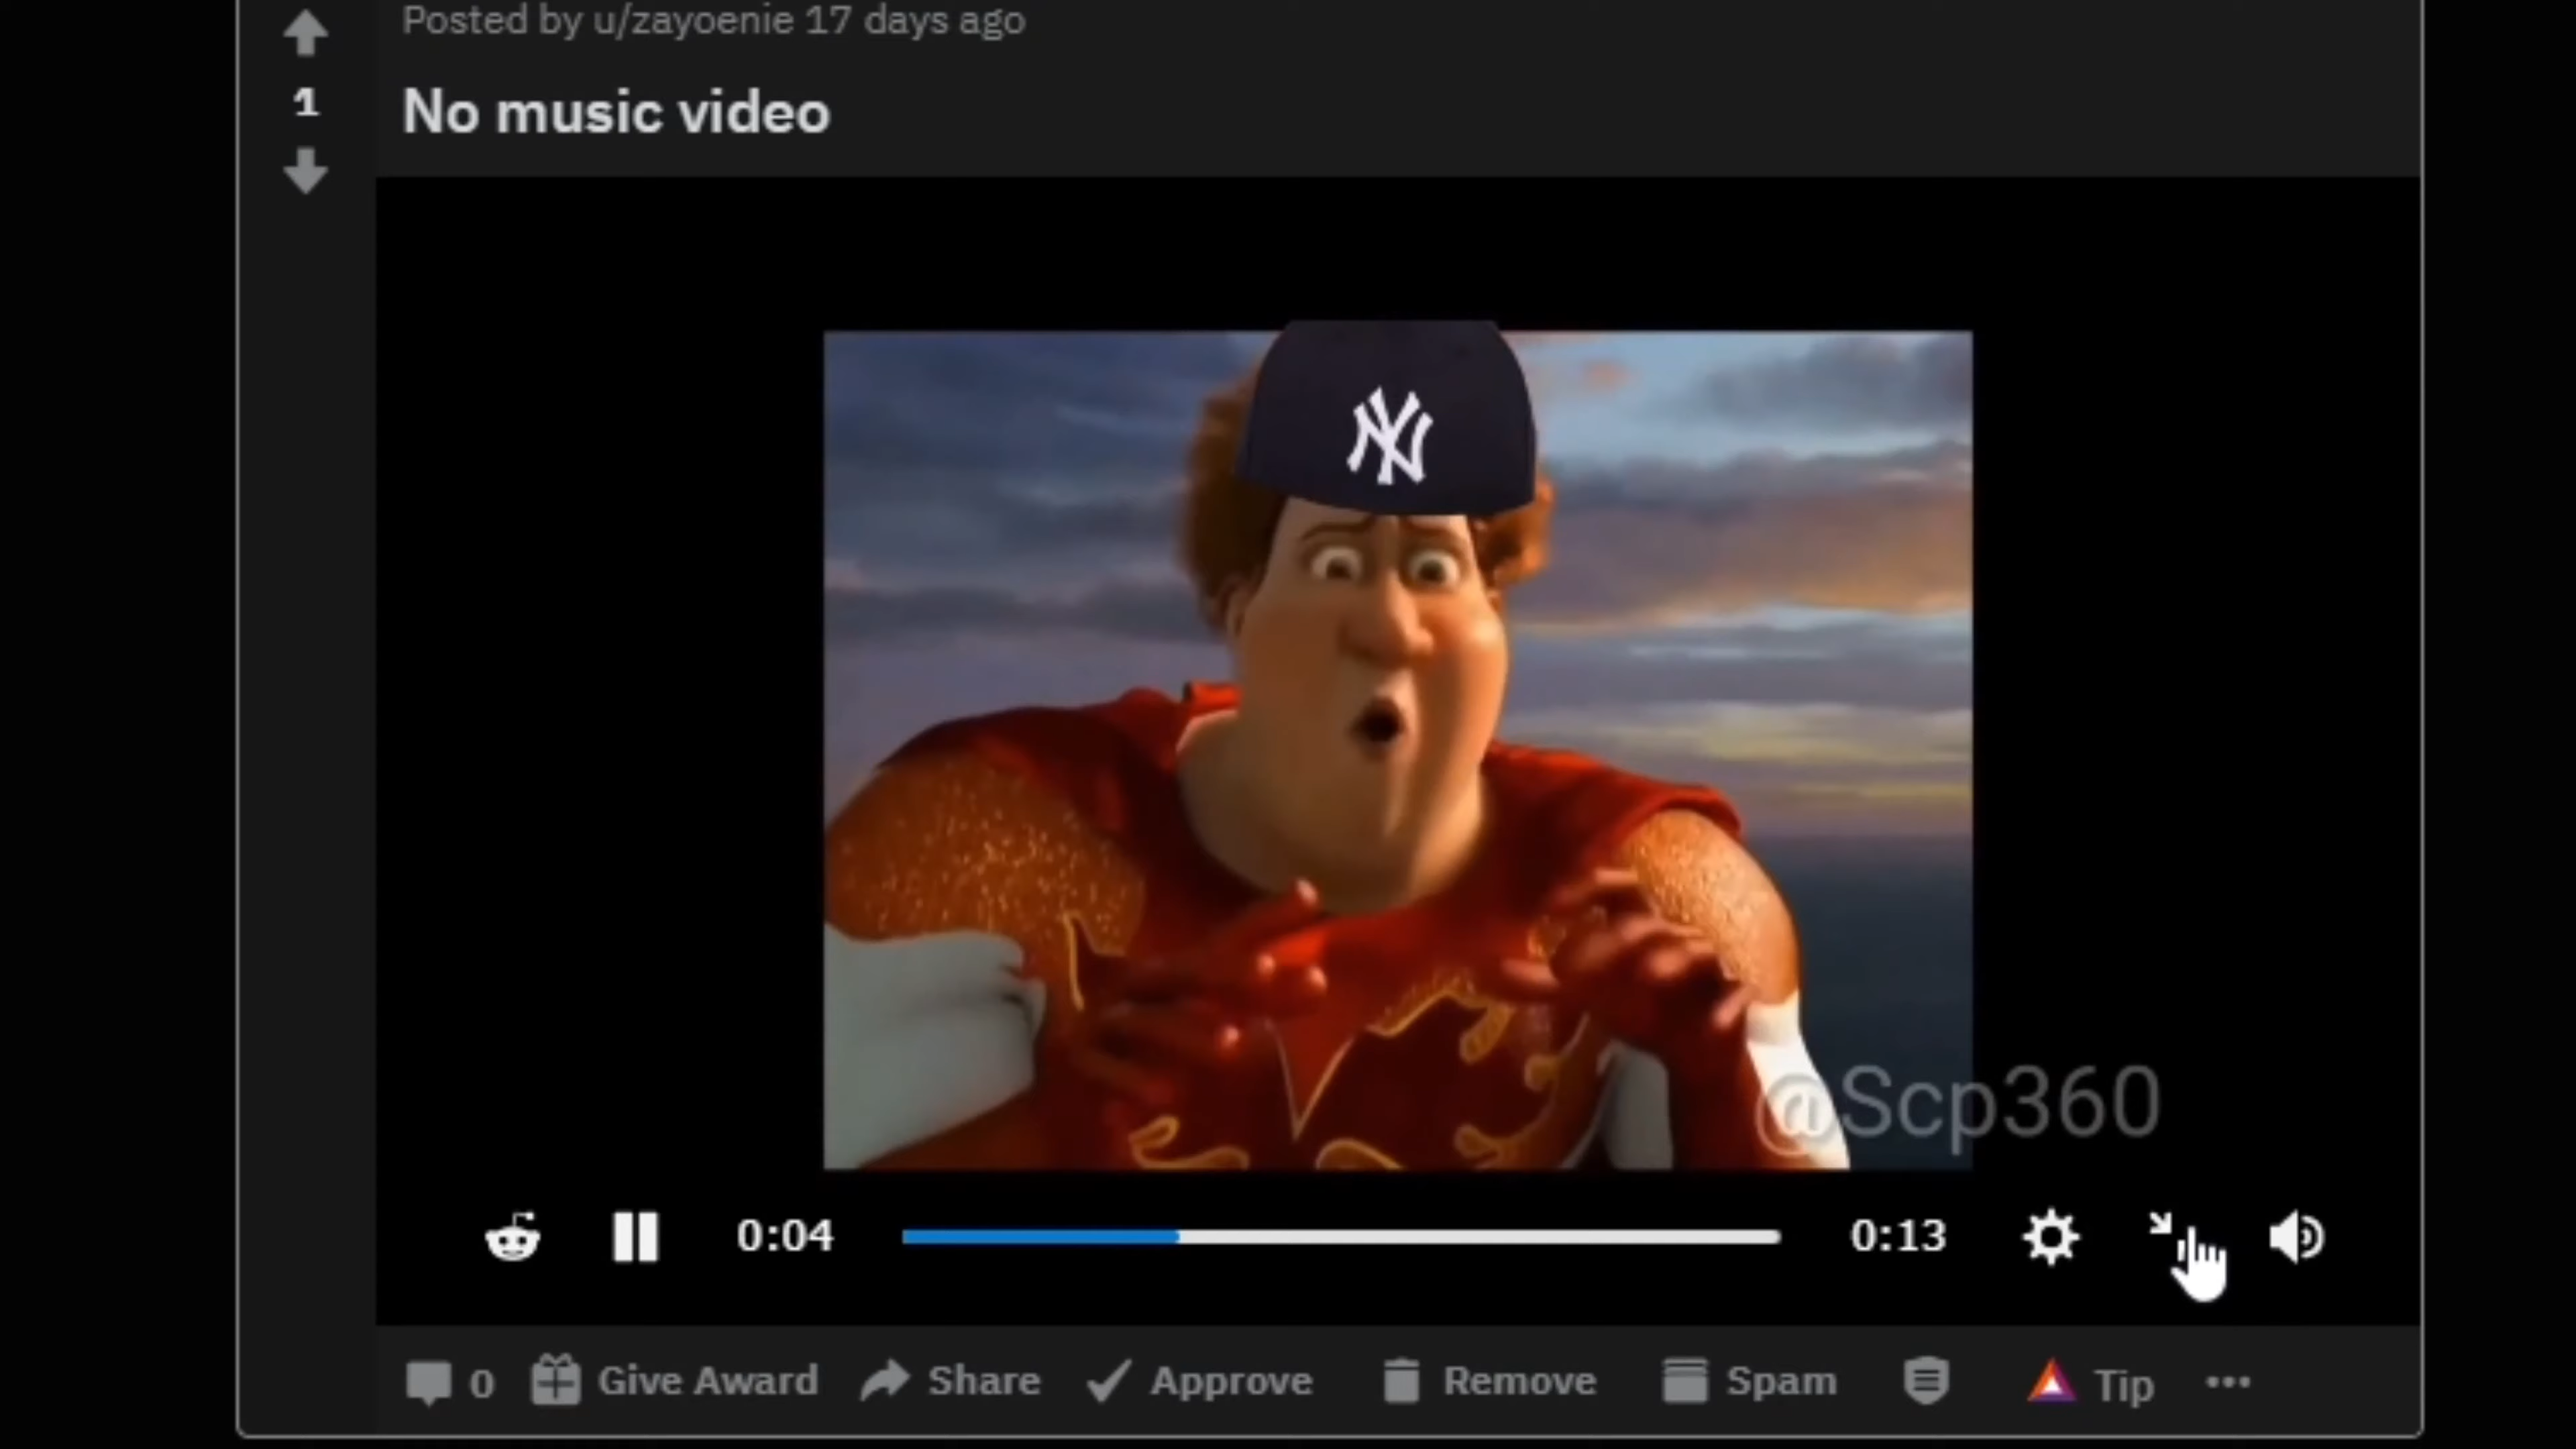 Posted by u/zayoenie 17 days ago
1
No music video
NY
@Scp360
0:04
0:13
0 Give Award Share Approve Remove Spam Tip